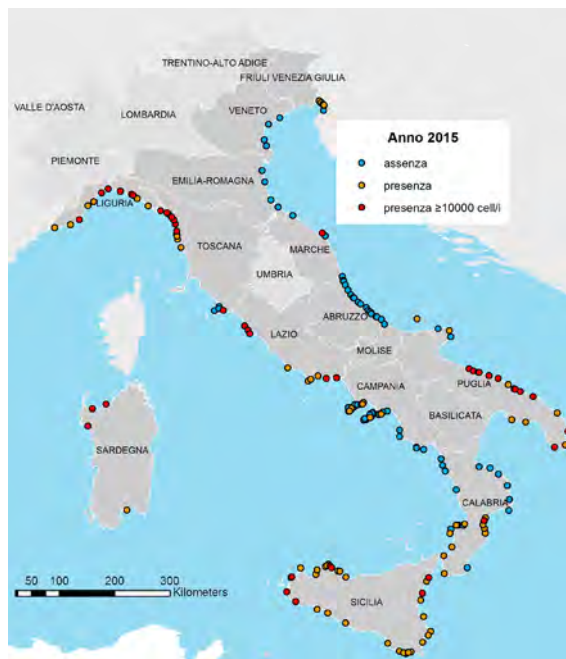 TRENTINO-ALTO ADIGE
FRIULI VENEZIA GIULIA
VALLE D'AOSTA
LOMBARDIA
VENETO
PIEMONTE
EMILIA-ROMAGNA
LIGURIA
TOSCANA
MARCHE
UMBRIA
ABRUZZO
LAZIO
MOLISE
CAMPANIA
PUGLIA
BASILICATA
SARDEGNA
CALABRIA
SICILIA
Anno 2015
assenza
presenza
presenza ≥10000 cell/l
50 100 200 300
Kilometers